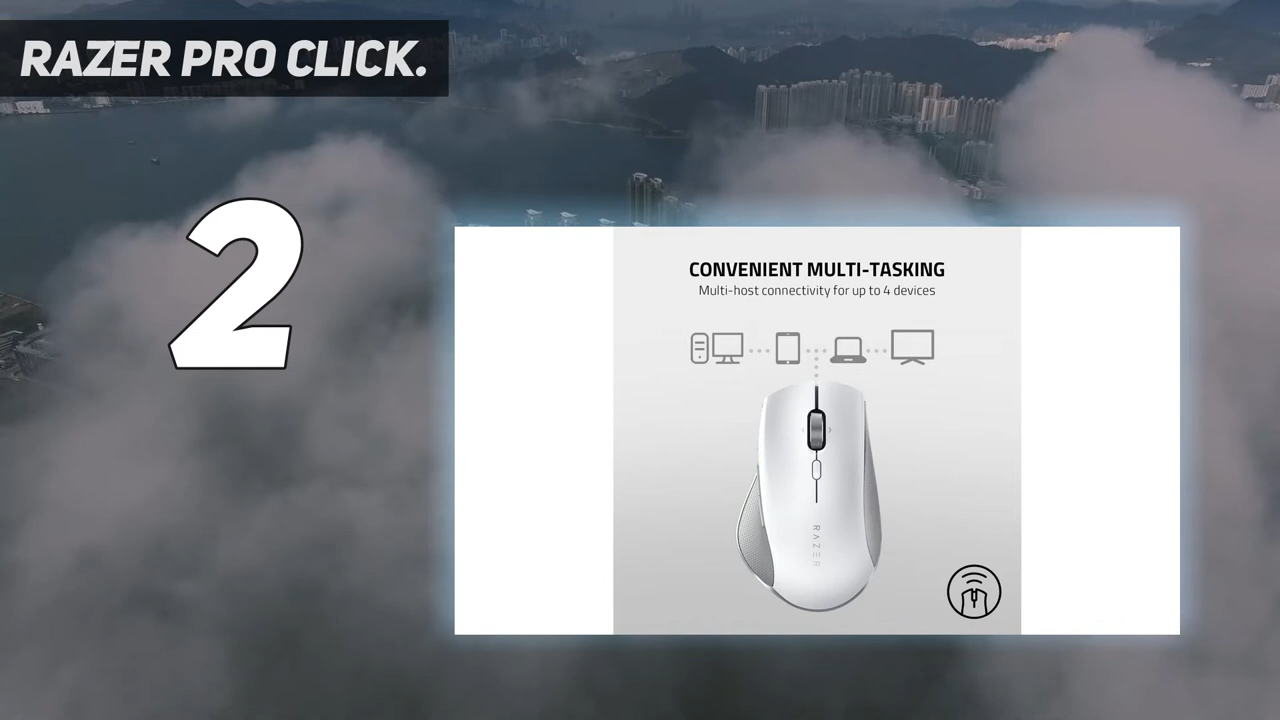 RAZER PRO CLICK.
2
CONVENIENT MULTI-TASKING
Multi-host connectivity for up to 4 devices
RAZER